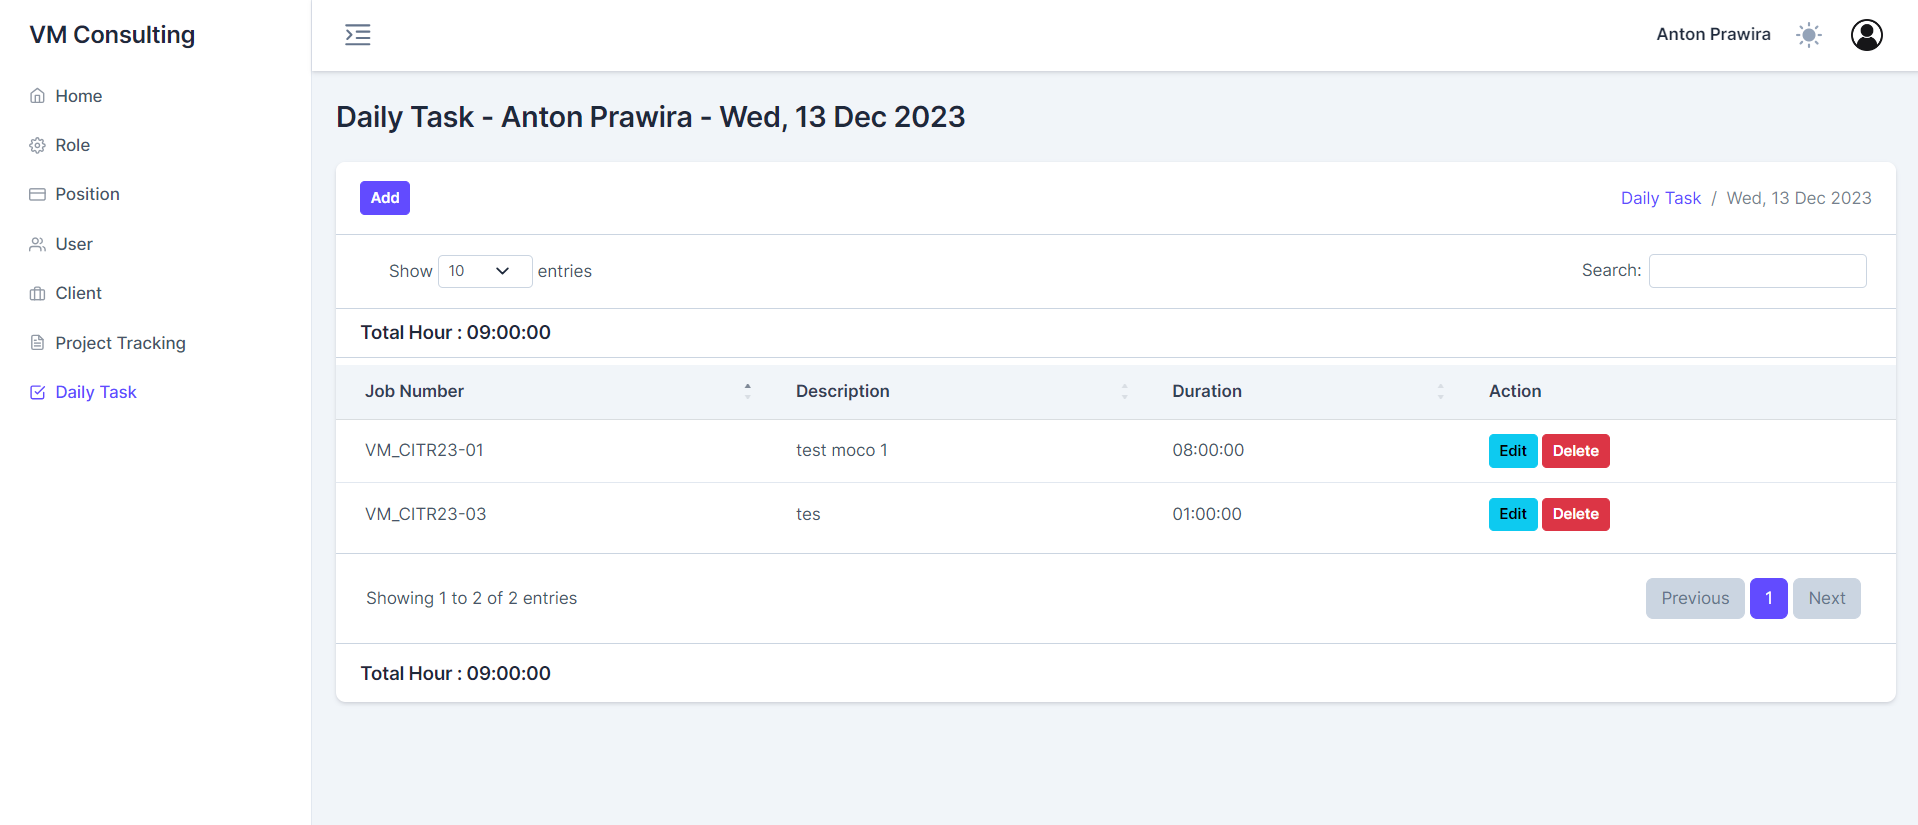 VM Consulting
Anton Prawira
Home
Role
Position
User
Client
Project Tracking
Daily Task
Daily Task - Anton Prawira - Wed, 13 Dec 2023
Add
Daily Task / Wed, 13 Dec 2023
Show 10 entries
Search:
Total Hour : 09:00:00
Job Number Description Duration Action
VM_CITR23-01 test moco 1 08:00:00 Edit Delete
VM_CITR23-03 tes 01:00:00 Edit Delete
Showing 1 to 2 of 2 entries
Previous 1 Next
Total Hour : 09:00:00